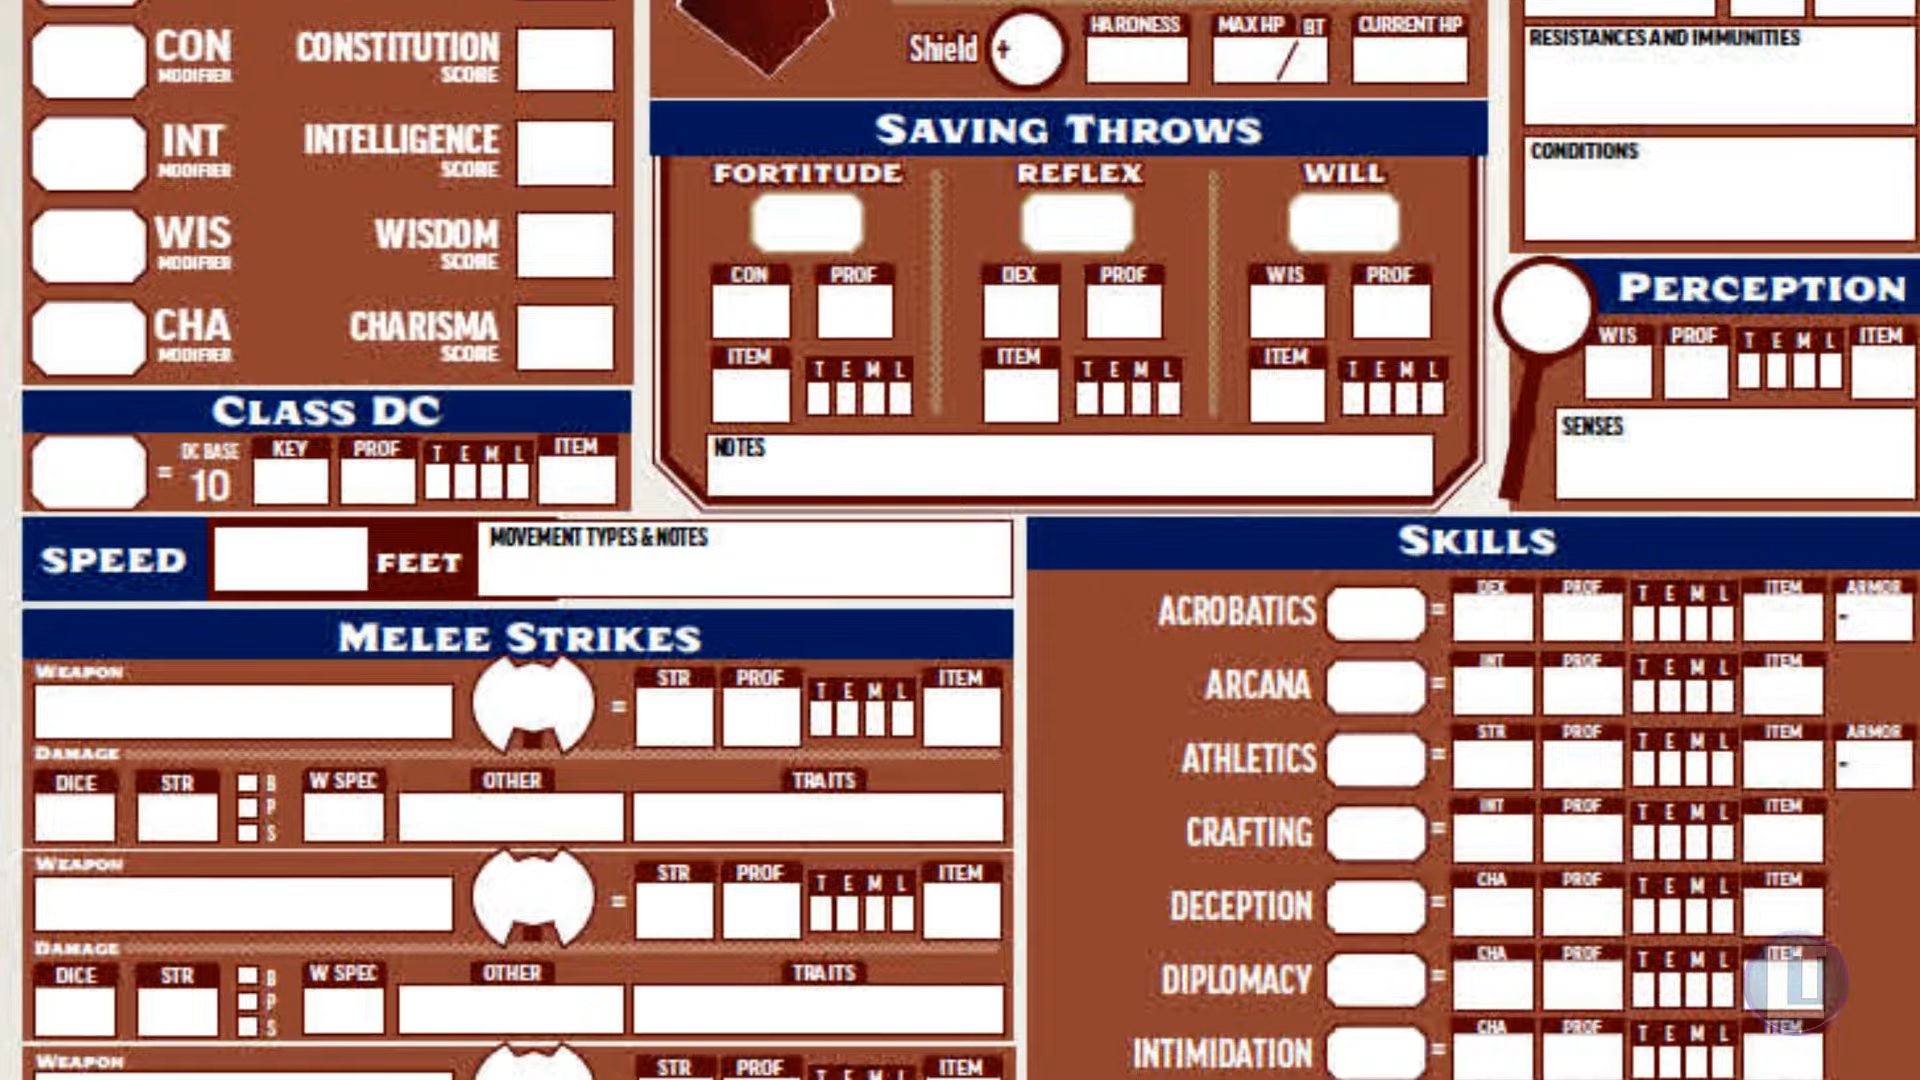 CON
MODIFIER
CONSTITUTION
SCORE
INT
MODIFIER
INTELLIGENCE
SCORE
WIS
MODIFIER
WISDOM
SCORE
CHA
MODIFIER
CHARISMA
SCORE
CLASS DC
= DC BASE 10 KEY PROF T E M L ITEM
Shield + HARDNESS MAX HP / BT CURRENT HP
SAVING THROWS
FORTITUDE REFLEX WILL
CON PROF DEX PROF WIS PROF
ITEM T E M L ITEM T E M L ITEM T E M L
NOTES
RESISTANCES AND IMMUNITIES
CONDITIONS
PERCEPTION
WIS PROF T E M L ITEM
SENSES
SPEED FEET MOVEMENT TYPES & NOTES
MELEE STRIKES
WEAPON
= STR PROF T E M L ITEM
DAMAGE
DICE STR B W SPEC OTHER TRAITS
P
S
WEAPON
= STR PROF T E M L ITEM
DAMAGE
DICE STR B W SPEC OTHER TRAITS
P
S
WEAPON
STR PROF T E M L ITEM
SKILLS
ACROBATICS = DEX PROF T E M L ITEM ARMOR -
ARCANA = INT PROF T E M L ITEM
ATHLETICS = STR PROF T E M L ITEM ARMOR -
CRAFTING = INT PROF T E M L ITEM
DECEPTION = CHA PROF T E M L ITEM
DIPLOMACY = CHA PROF T E M L ITEM
INTIMIDATION = CHA PROF T E M L ITEM